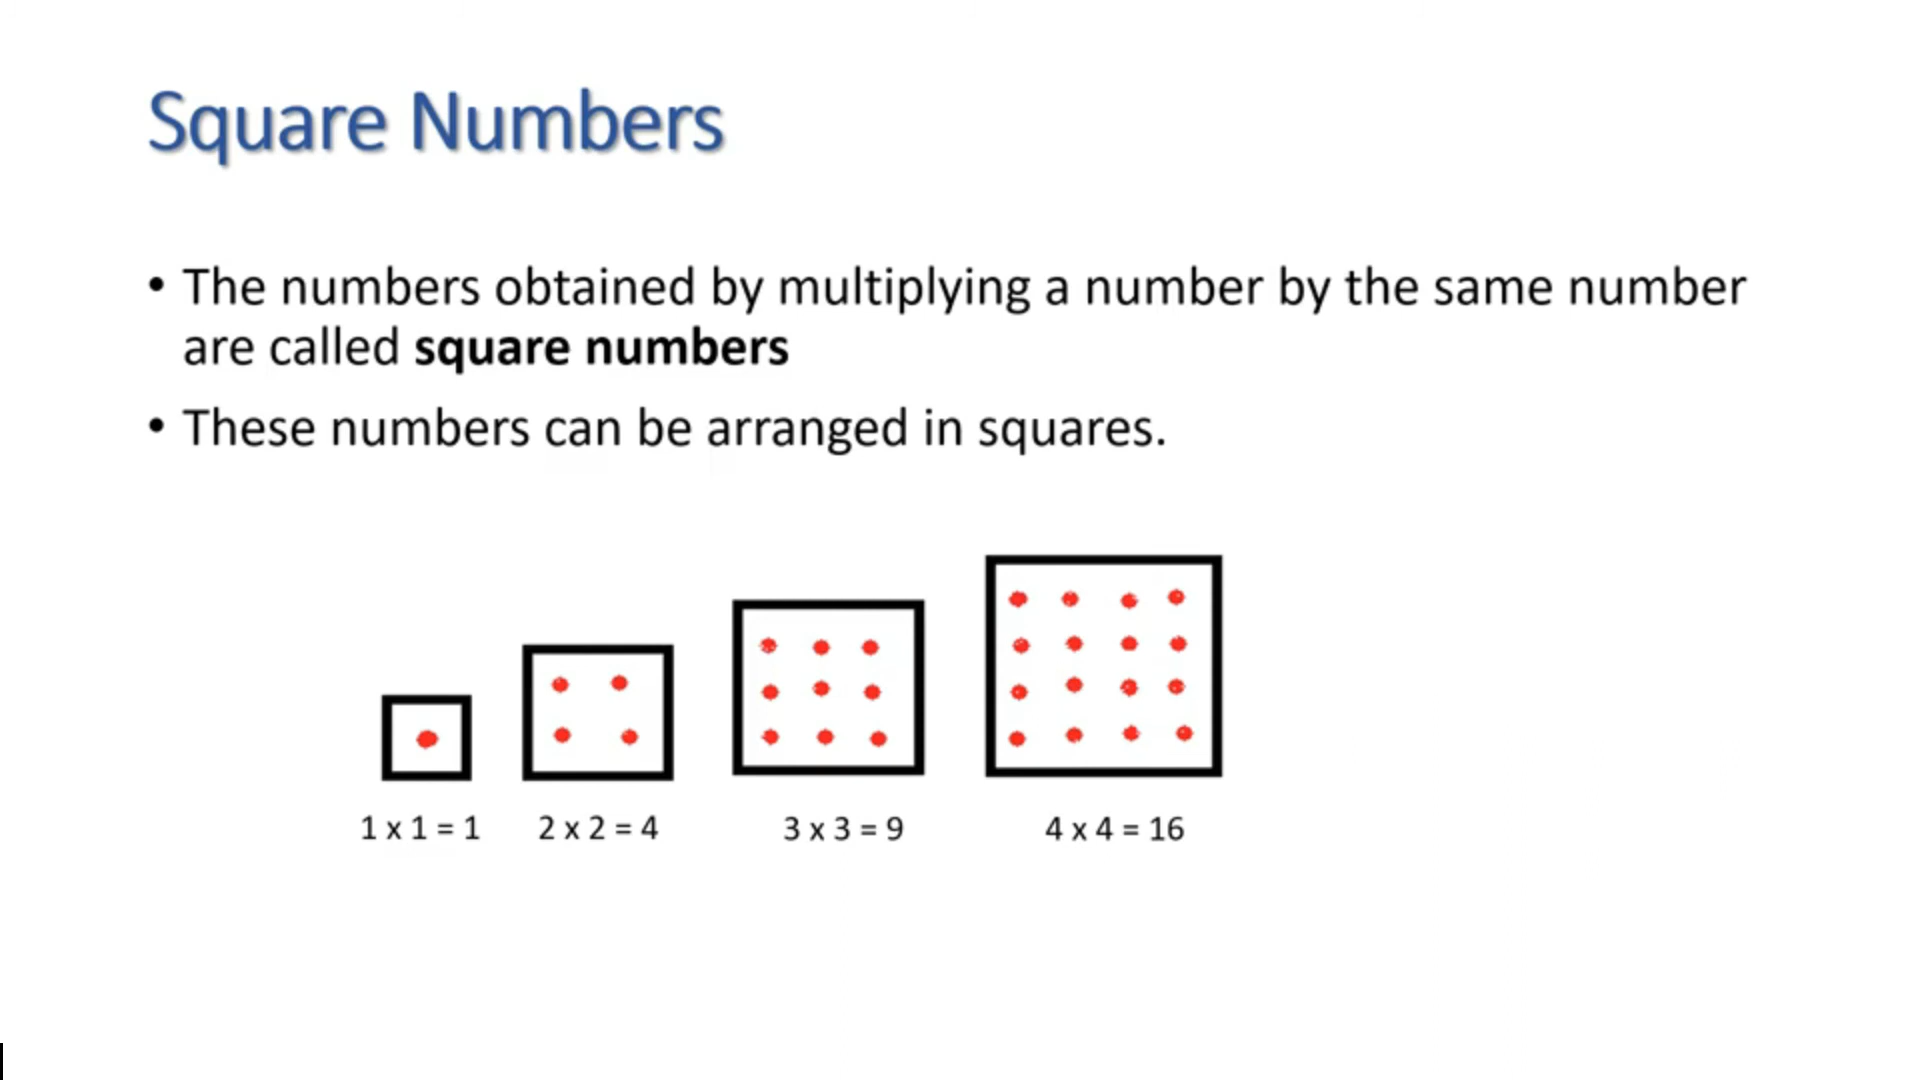 Square Numbers
• The numbers obtained by multiplying a number by the same number
are called square numbers
• These numbers can be arranged in squares.
1 x 1 = 1
2 x 2 = 4
3 x 3 = 9
4 x 4 = 16